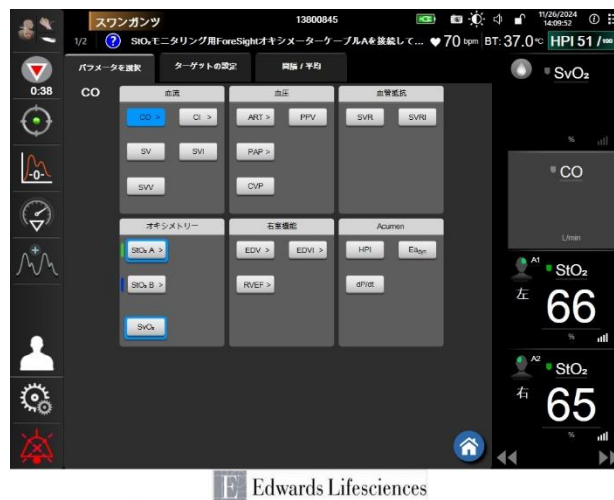 スワンガンツ
13800845
11/26/2024
14:09:52
1/2
StO₂モニタリング用ForeSightオキシメーターケーブルAを接続して...
70 bpm
BT: 37.0 °C
HPI 51 /100
0:38
パラメータを選択
ターゲットの設定
間隔 / 平均
CO
血流
血圧
血管抵抗
CO >
CI >
ART >
PPV
SVR
SVRI
SV
SVI
PAP >
SVV
CVP
オキシメトリー
右室機能
Acumen
StO₂ A >
EDV >
EDVI >
HPI
Eadyn
StO₂ B >
RVEF >
dP/dt
SvO₂
-0-
SvO₂
%
CO
L/min
A1
StO₂
左
66
%
A2
StO₂
右
65
%
E
Edwards Lifesciences